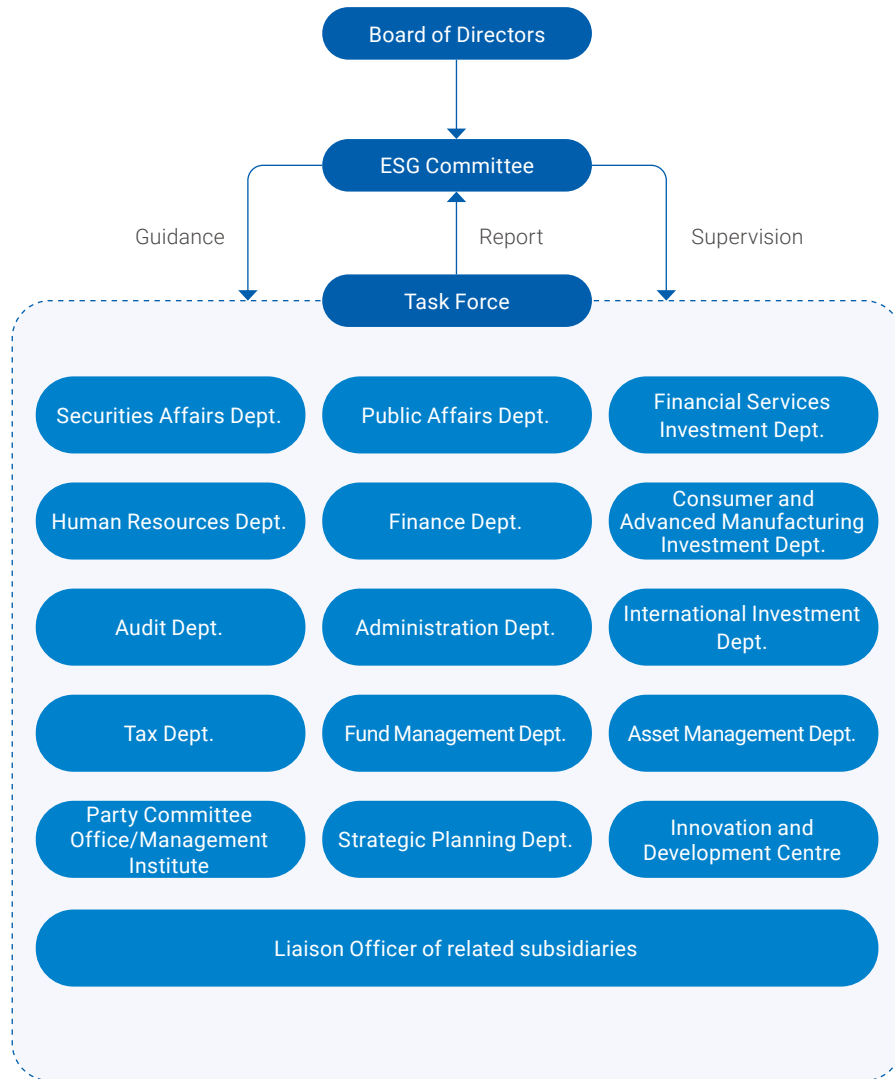 Board of Directors
ESG Committee
Guidance
Report
Supervision
Task Force
Securities Affairs Dept.
Public Affairs Dept.
Financial Services
Investment Dept.
Human Resources Dept.
Finance Dept.
Consumer and
Advanced Manufacturing
Investment Dept.
Audit Dept.
Administration Dept.
International Investment
Dept.
Tax Dept.
Fund Management Dept.
Asset Management Dept.
Party Committee
Office/Management
Institute
Strategic Planning Dept.
Innovation and
Development Centre
Liaison Officer of related subsidiaries